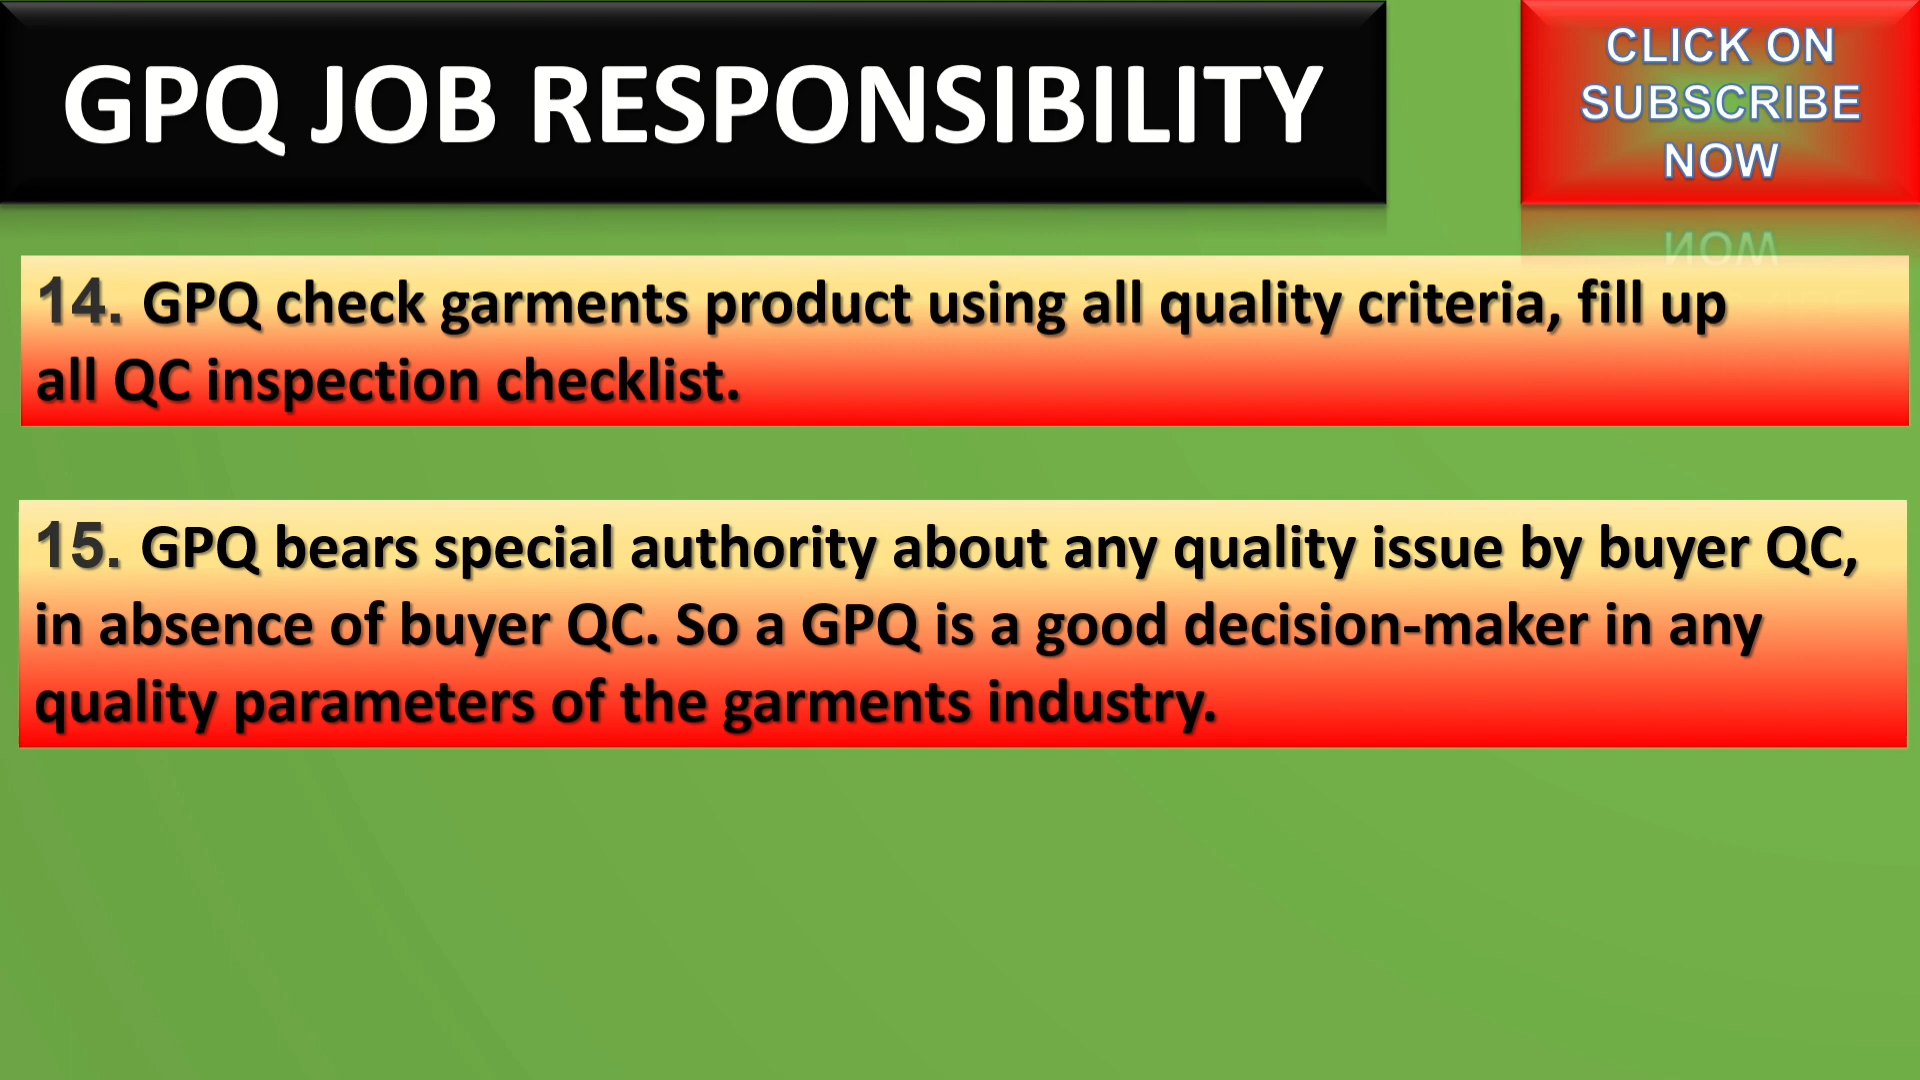 GPQ JOB RESPONSIBILITY
CLICK ON
SUBSCRIBE
NOW
14. GPQ check garments product using all quality criteria, fill up
all QC inspection checklist.
15. GPQ bears special authority about any quality issue by buyer QC,
in absence of buyer QC. So a GPQ is a good decision-maker in any
quality parameters of the garments industry.